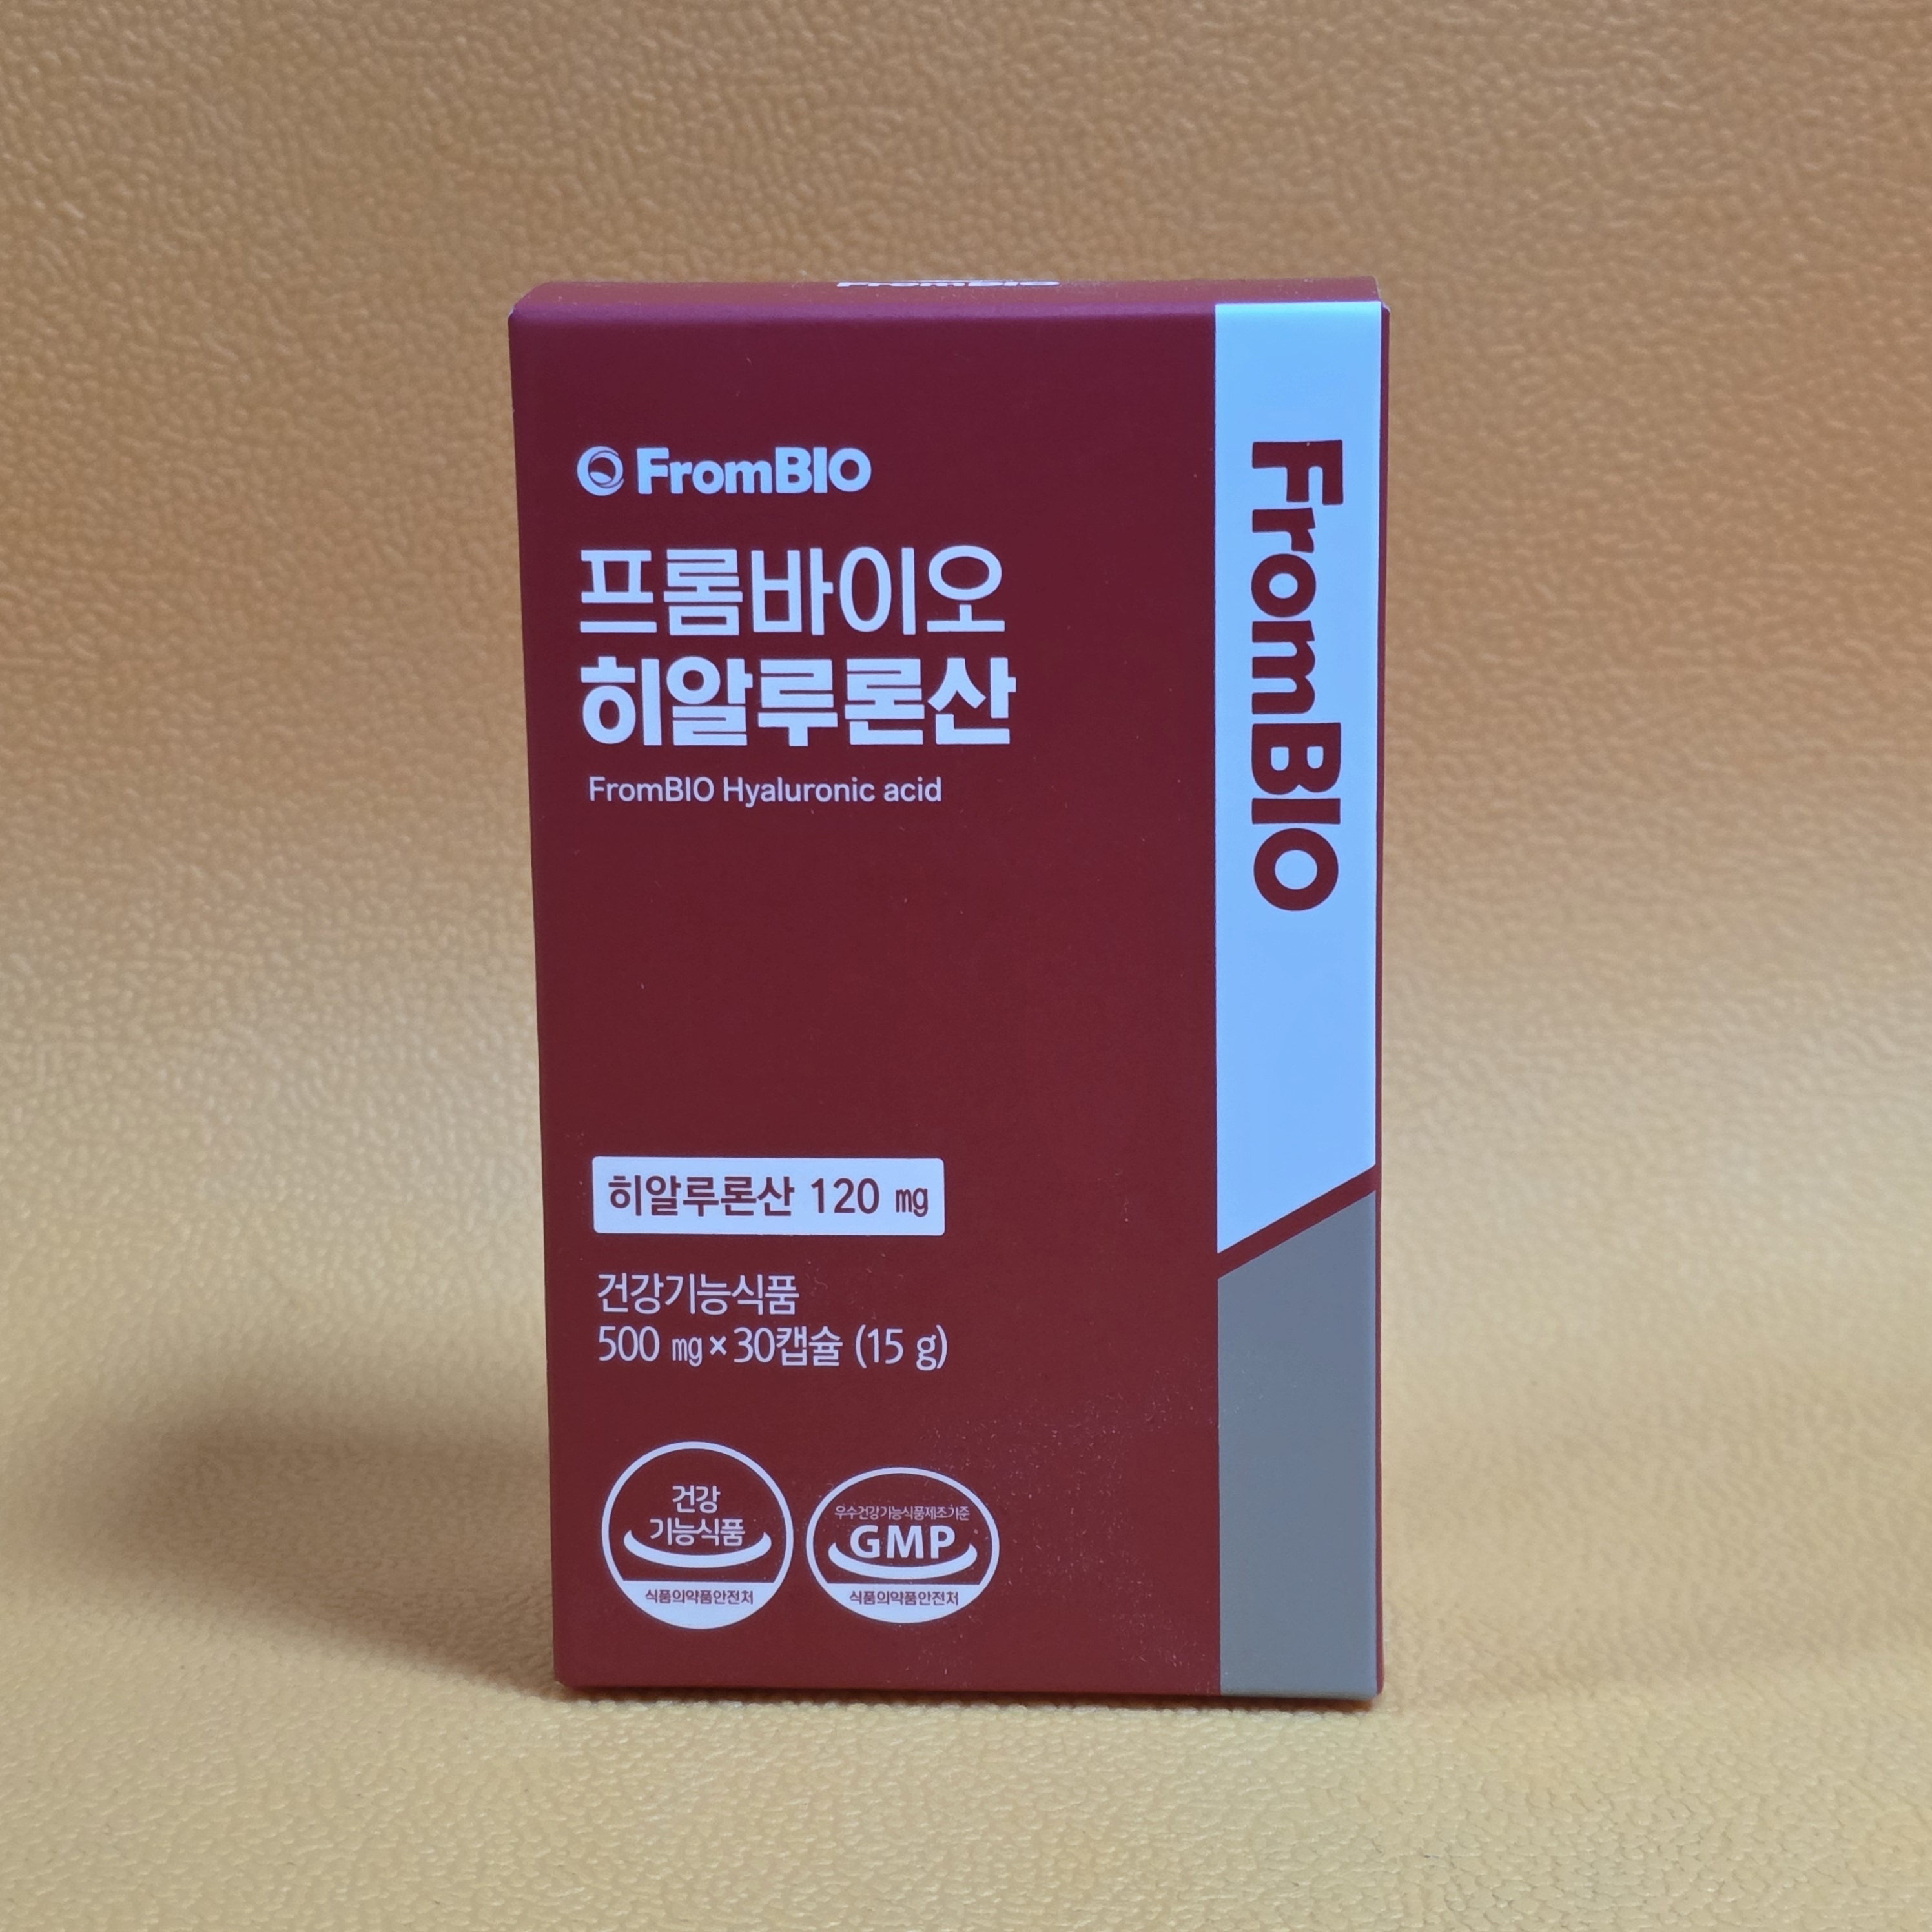 FromBIO
FromBIO
프롬바이오
히알루론산
FromBIO Hyaluronic acid
FromBIO
히알루론산 120 ㎎
건강기능식품
500 ㎎×30캡슐 (15 g)
건강
기능식품
식품의약품안전처
우수건강기능식품제조기준
GMP
식품의약품안전처